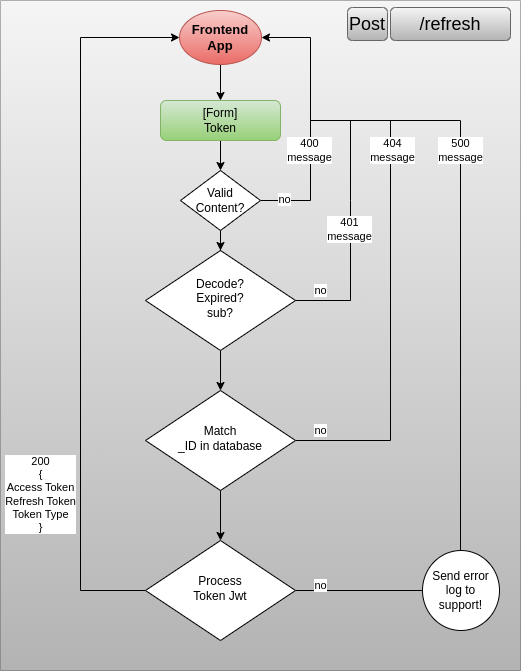 Frontend
App
Post
/refresh
[Form]
Token
400
message
404
message
500
message
Valid
Content?
no
401
message
Decode?
Expired?
sub?
no
Match
_ID in database
no
200
{
Access Token
Refresh Token
Token Type
}
Process
Token Jwt
no
Send error
log to
support!